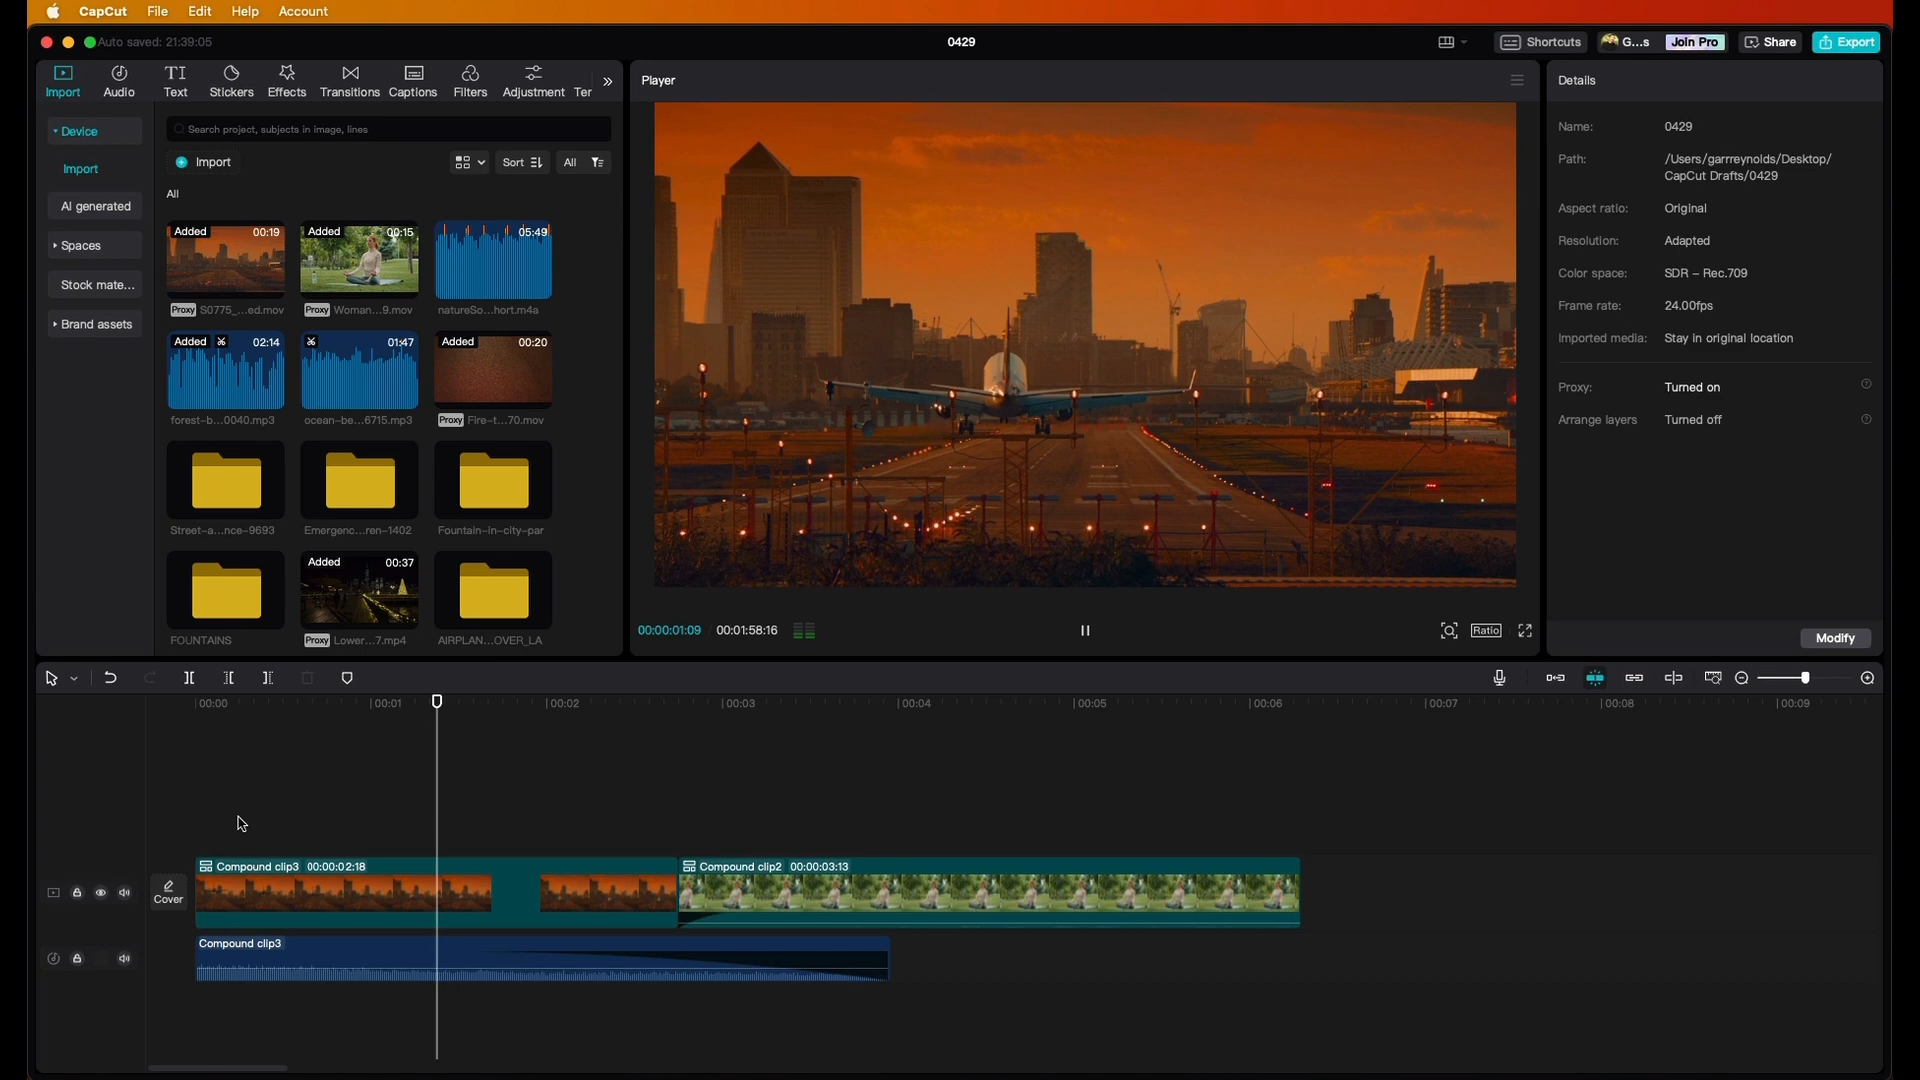 CapCut File Edit Help Account
Auto saved: 21:39:05
0429
Shortcuts
G...s
Join Pro
Share
Export
Import Audio Text Stickers Effects Transitions Captions Filters Adjustment Ter
Device
Import
AI generated
Spaces
Stock mate...
Brand assets
Search project, subjects in image, lines
Import
Sort
All
All
Added 00:19
Added 00:15
05:49
Proxy S0775_...ed.mov
Proxy Woman...9.mov
natureSo...hort.m4a
Added 02:14
01:47
Added 00:20
forest-b...0040.mp3
ocean-be...6715.mp3
Proxy Fire-t...70.mov
Street-a...nce-9693
Emergenc...ren-1402
Fountain-in-city-par
Added 00:37
FOUNTAINS
Proxy Lower...7.mp4
AIRPLAN...OVER_LA
Player
00:00:01:09 00:01:58:16
Ratio
Details
Name: 0429
Path: /Users/garrreynolds/Desktop/
CapCut Drafts/0429
Aspect ratio: Original
Resolution: Adapted
Color space: SDR – Rec.709
Frame rate: 24.00fps
Imported media: Stay in original location
Proxy: Turned on
Arrange layers Turned off
Modify
00:00 00:01 00:02 00:03 00:04 00:05 00:06 00:07 00:08 00:09
Compound clip3 00:00:02:18
Compound clip2 00:00:03:13
Cover
Compound clip3